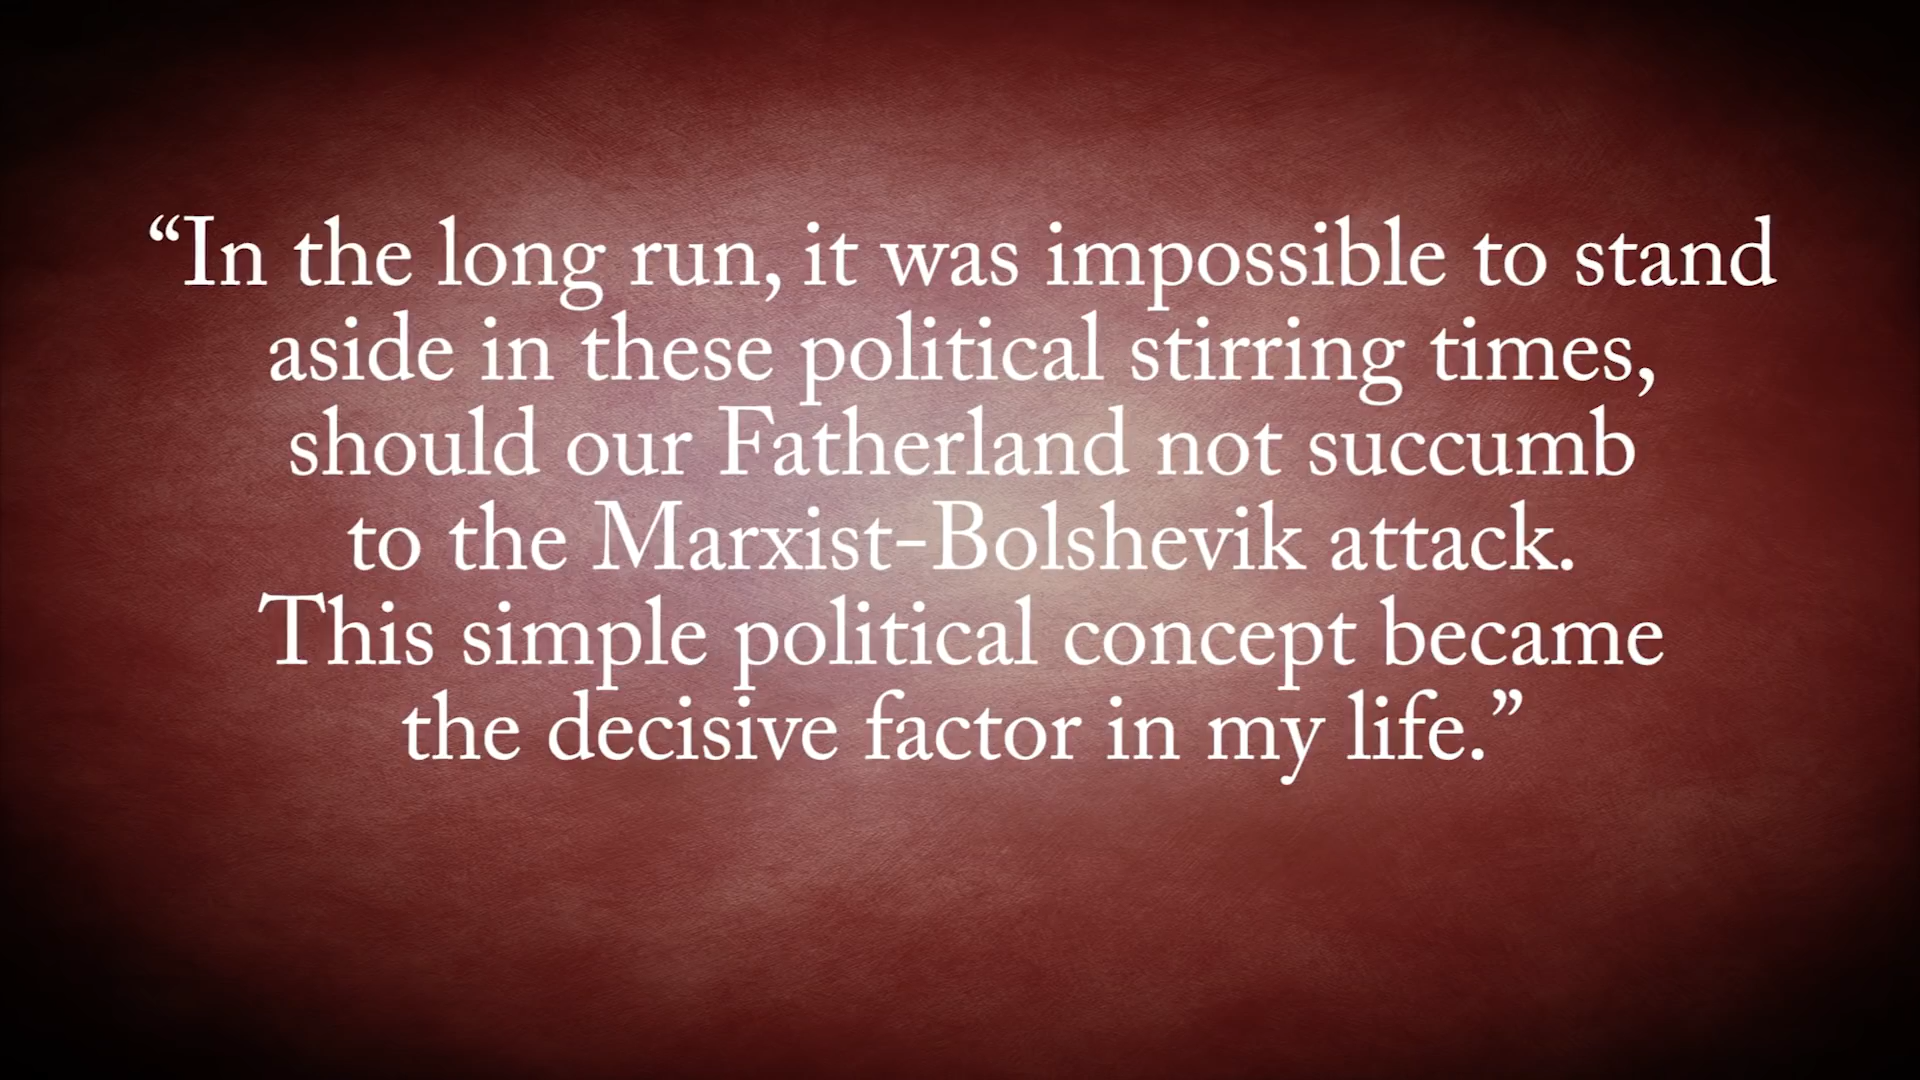 “In the long run, it was impossible to stand
aside in these political stirring times,
should our Fatherland not succumb
to the Marxist-Bolshevik attack.
This simple political concept became
the decisive factor in my life.”